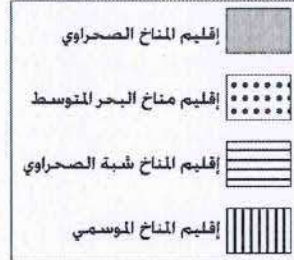 إقليم المناخ الصحراوي
إقليم مناخ البحر المتوسط
إقليم المناخ شبة الصحراوي
إقليم المناخ الموسمي